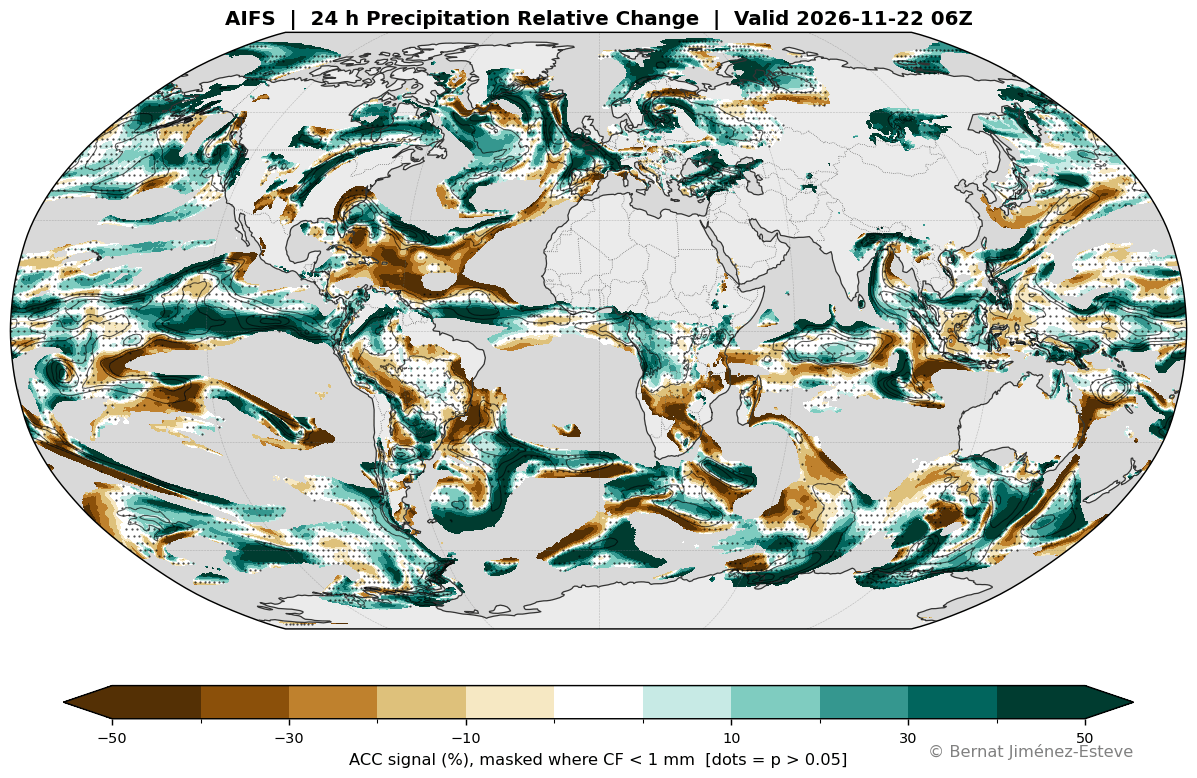 AIFS | 24 h Precipitation Relative Change | Valid 2026-11-22 06Z
−50 −30 −10 10 30 50
© Bernat Jiménez-Esteve
ACC signal (%), masked where CF < 1 mm [dots = p > 0.05]